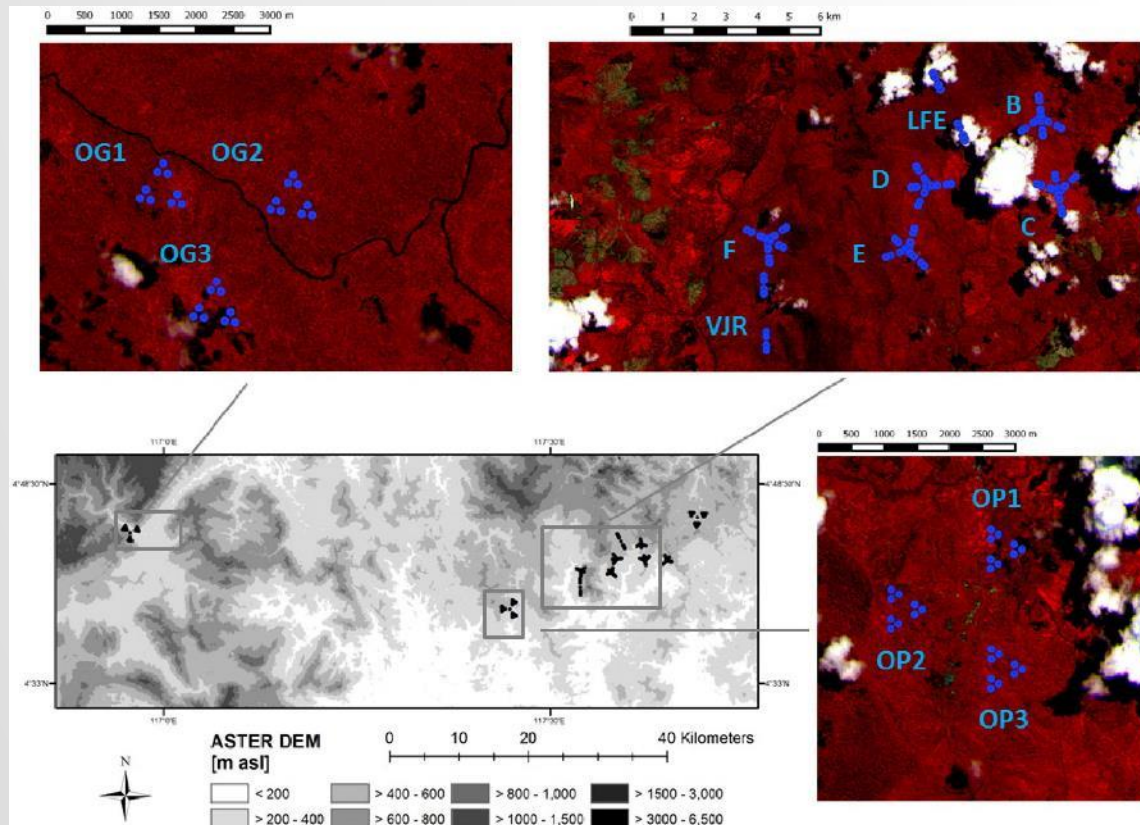 0 500 1000 1500 2000 3000 m
0 1 2 3 4 5 6 km
OG1
OG2
OG3
LFE
B
D
C
F
E
VJR
117°0'E
117°30'E
4°48'30"N
4°48'30"N
4°33'N
4°33'N
117°0'E
117°30'E
0 500 1000 1500 2000 3000 m
OP1
OP2
OP3
N
ASTER DEM
[m asl]
0 10 20 40 Kilometers
< 200
> 400 - 600
> 800 - 1,000
> 1500 - 3,000
> 200 - 400
> 600 - 800
> 1000 - 1,500
> 3000 - 6,500